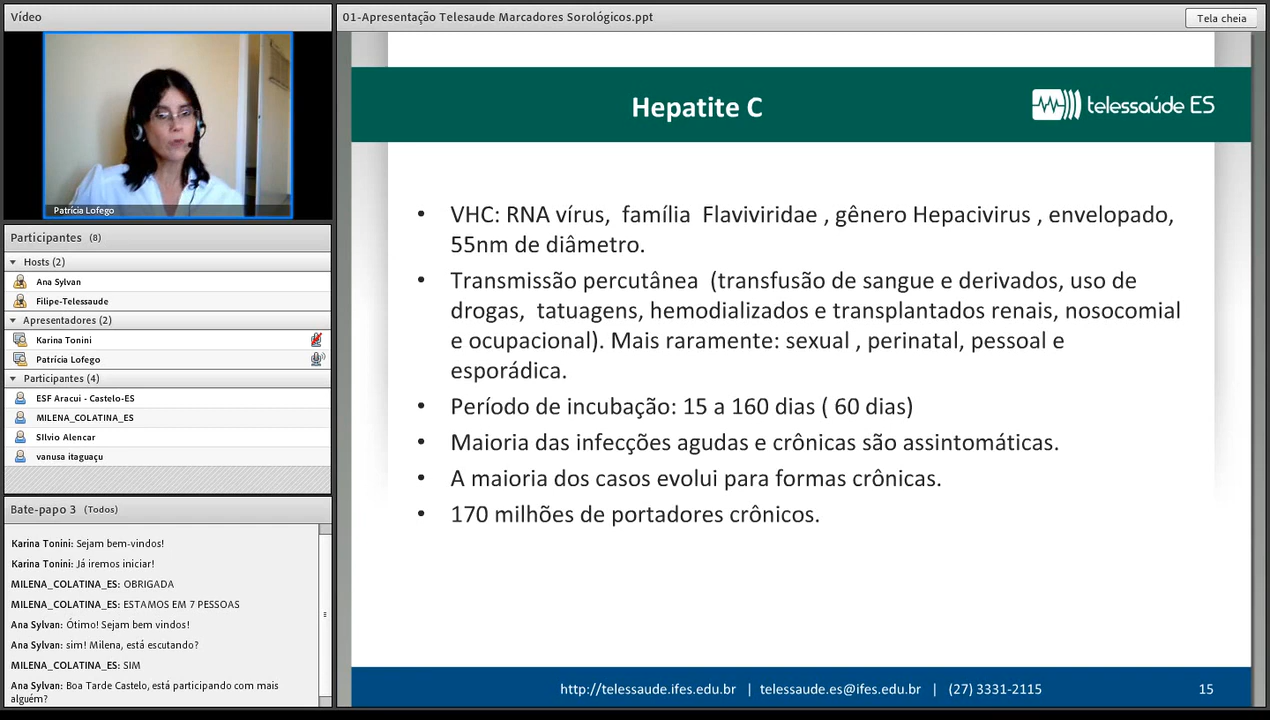 Vídeo
Patrícia Lofego
Participantes (8)
Hosts (2)
Ana Sylvan
Filipe-Telessaude
Apresentadores (2)
Karina Tonini
Patrícia Lofego
Participantes (4)
ESF Aracui - Castelo-ES
MILENA_COLATINA_ES
SIlvio Alencar
vanusa itaguaçu
Bate-papo 3 (Todos)
Karina Tonini: Sejam bem-vindos!
Karina Tonini: Já iremos iniciar!
MILENA_COLATINA_ES: OBRIGADA
MILENA_COLATINA_ES: ESTAMOS EM 7 PESSOAS
Ana Sylvan: Ótimo! Sejam bem vindos!
Ana Sylvan: sim! Milena, está escutando?
MILENA_COLATINA_ES: SIM
Ana Sylvan: Boa Tarde Castelo, está participando com mais
alguém?
01-Apresentação Telesaude Marcadores Sorológicos.ppt
Tela cheia
Hepatite C
telessaúde ES
• VHC: RNA vírus, família Flaviviridae , gênero Hepacivirus , envelopado,
55nm de diâmetro.
• Transmissão percutânea (transfusão de sangue e derivados, uso de
drogas, tatuagens, hemodializados e transplantados renais, nosocomial
e ocupacional). Mais raramente: sexual , perinatal, pessoal e
esporádica.
• Período de incubação: 15 a 160 dias ( 60 dias)
• Maioria das infecções agudas e crônicas são assintomáticas.
• A maioria dos casos evolui para formas crônicas.
• 170 milhões de portadores crônicos.
http://telessaude.ifes.edu.br | telessaude.es@ifes.edu.br | (27) 3331-2115
15